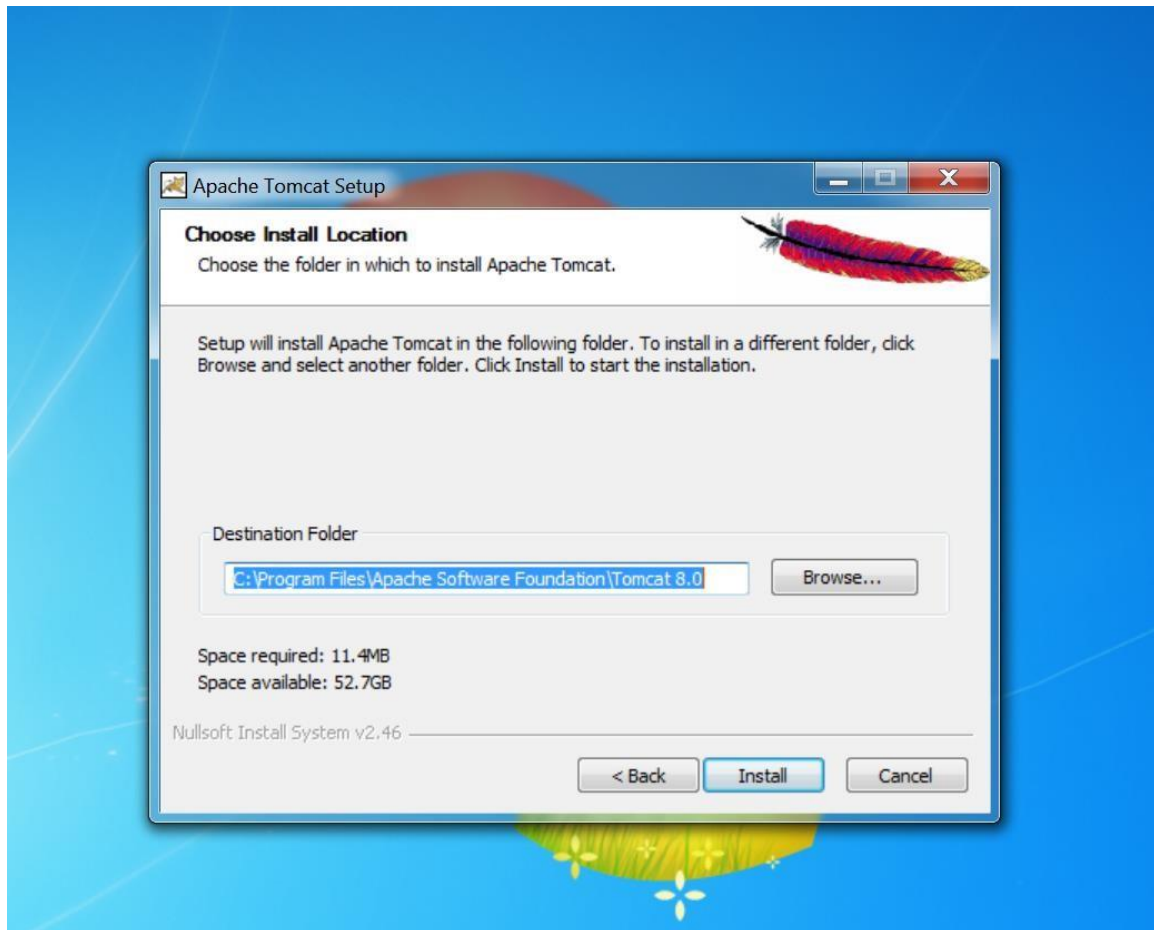 Apache Tomcat Setup
Choose Install Location
Choose the folder in which to install Apache Tomcat.
Setup will install Apache Tomcat in the following folder. To install in a different folder, click
Browse and select another folder. Click Install to start the installation.
Destination Folder
C:\Program Files\Apache Software Foundation\Tomcat 8.0
Browse...
Space required: 11.4MB
Space available: 52.7GB
Nullsoft Install System v2.46
< Back
Install
Cancel